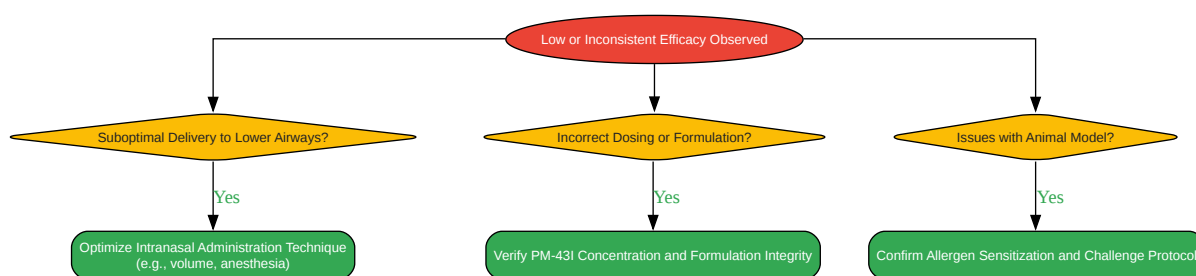 Low or Inconsistent Efficacy Observed
Suboptimal Delivery to Lower Airways?
Incorrect Dosing or Formulation?
Issues with Animal Model?
Yes
Yes
Yes
Optimize Intranasal Administration Technique
(e.g., volume, anesthesia)
Verify PM-43I Concentration and Formulation Integrity
Confirm Allergen Sensitization and Challenge Protocol